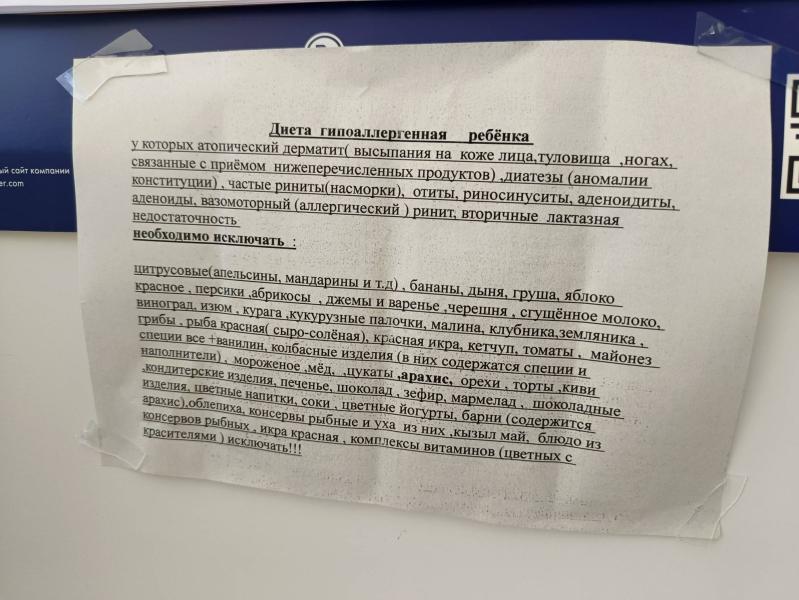 ый сайт компании
er.com
Диета гипоаллергенная ребёнка
у которых атопический дерматит( высыпания на коже лица,туловища ,ногах,
связанные с приёмом нижеперечисленных продуктов) ,диатезы (аномалии
конституции) , частые риниты(насморки), отиты, риносинуситы, аденоидиты,
аденоиды, вазомоторный (аллергический ) ринит, вторичные лактазная
недостаточность
необходимо исключать :
цитрусовые(апельсины, мандарины и т.д) , бананы, дыня, груша, яблоко
красное , персики ,абрикосы , джемы и варенье ,черешня , сгущённое молоко,
виноград, изюм , курага ,кукурузные палочки, малина, клубника,земляника ,
грибы , рыба красная( сыро-солёная), красная икра, кетчуп, томаты , майонез
специи все +ванилин, колбасные изделия (в них содержатся специи и
наполнители) , мороженое ,мёд, ,цукаты ,арахис, орехи , торты ,киви
,кондитерские изделия, печенье, шоколад , зефир, мармелад , шоколадные
изделия, цветные напитки, соки , цветные йогурты, барни (содержится
арахис),облепиха, консервы рыбные и уха из них ,кызыл май, блюдо из
консервов рыбных , икра красная , комплексы витаминов (цветных с
красителями ) исключать!!!